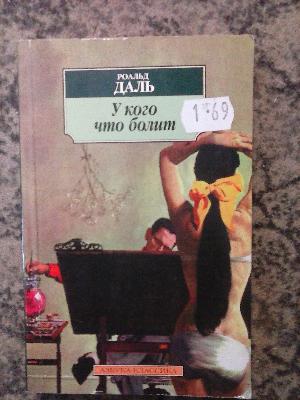 РОАЛЬД
ДАЛЬ
У кого
что болит
1.69
АЗБУКА-КЛАССИКА